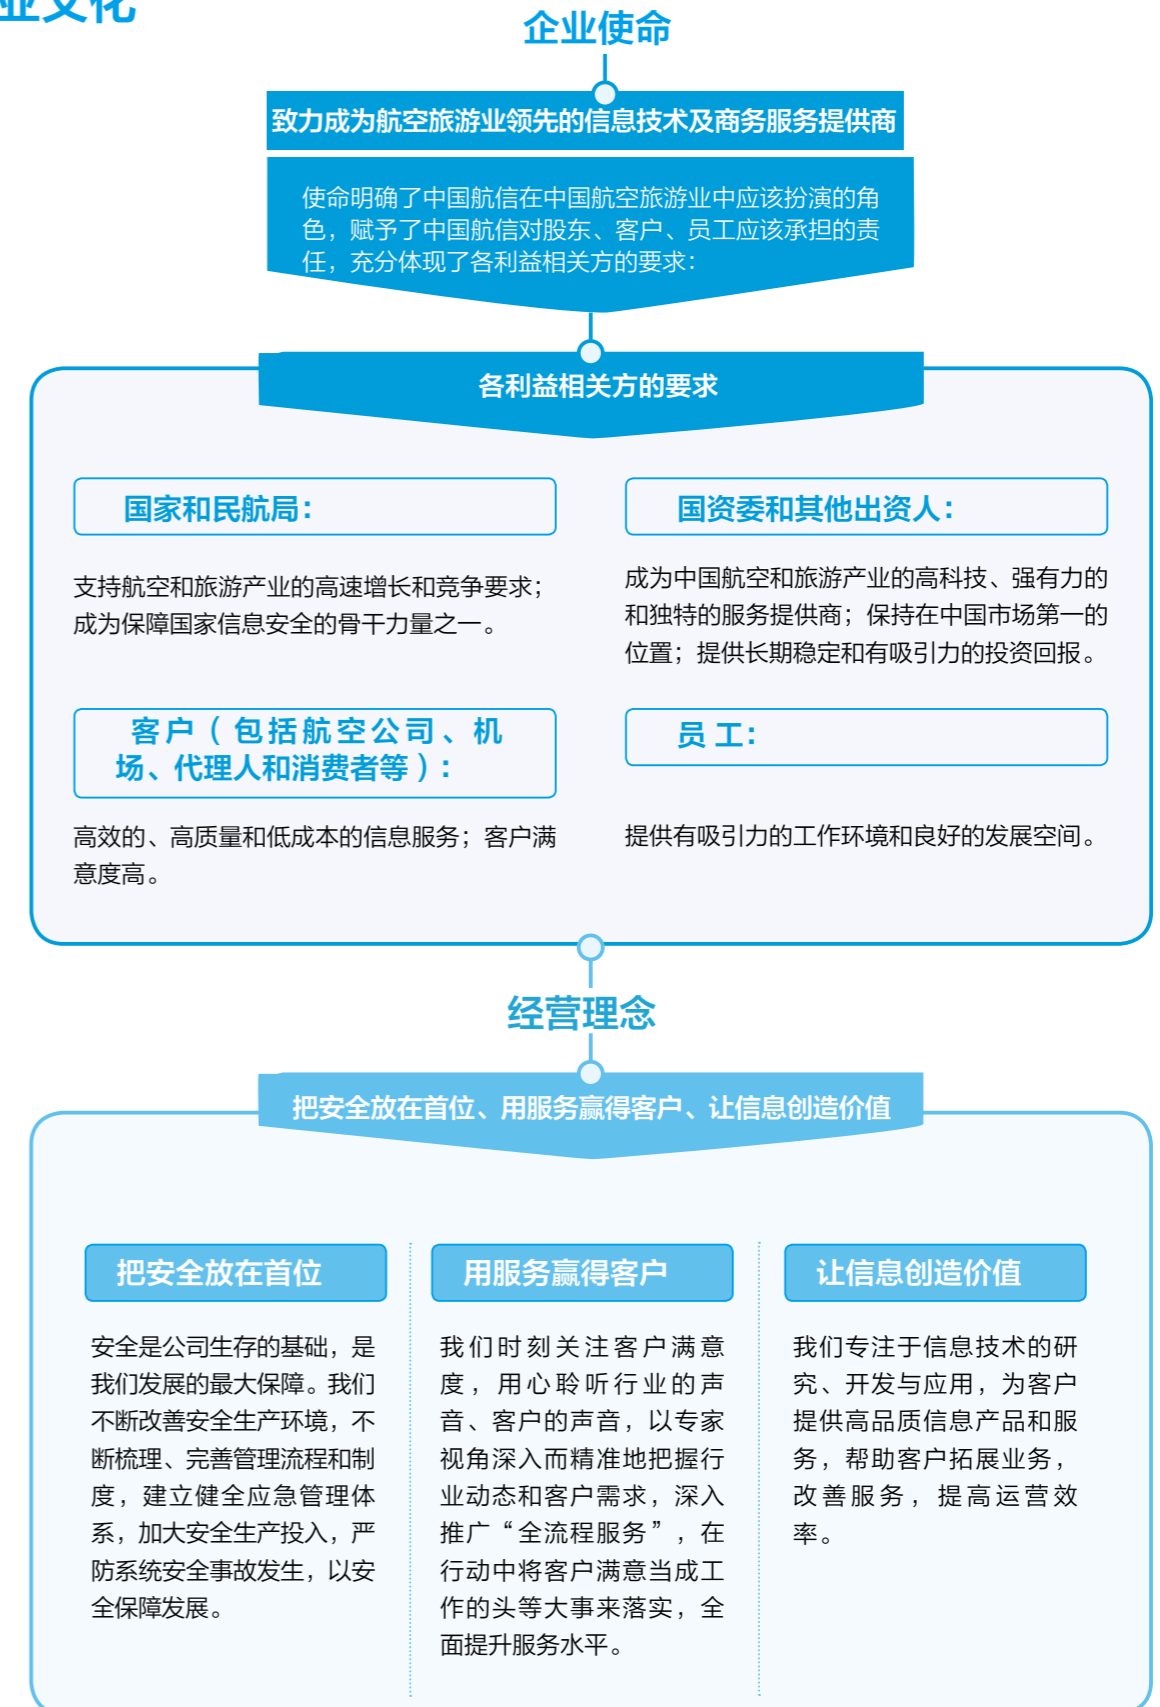 业文化
企业使命
致力成为航空旅游业领先的信息技术及商务服务提供商
使命明确了中国航信在中国航空旅游业中应该扮演的角
色，赋予了中国航信对股东、客户、员工应该承担的责
任，充分体现了各利益相关方的要求：
各利益相关方的要求
国家和民航局：
支持航空和旅游产业的高速增长和竞争要求；
成为保障国家信息安全的骨干力量之一。
国资委和其他出资人：
成为中国航空和旅游产业的高科技、强有力的
和独特的服务提供商；保持在中国市场第一的
位置；提供长期稳定和有吸引力的投资回报。
客户（包括航空公司、机
场、代理人和消费者等）：
高效的、高质量和低成本的信息服务；客户满
意度高。
员 工：
提供有吸引力的工作环境和良好的发展空间。
经营理念
把安全放在首位、用服务赢得客户、让信息创造价值
把安全放在首位
安全是公司生存的基础，是
我们发展的最大保障。我们
不断改善安全生产环境，不
断梳理、完善管理流程和制
度，建立健全应急管理体
系，加大安全生产投入，严
防系统安全事故发生，以安
全保障发展。
用服务赢得客户
我们时刻关注客户满意
度，用心聆听行业的声
音、客户的声音，以专家
视角深入而精准地把握行
业动态和客户需求，深入
推广“全流程服务”，在
行动中将客户满意当成工
作的头等大事来落实，全
面提升服务水平。
让信息创造价值
我们专注于信息技术的研
究、开发与应用，为客户
提供高品质信息产品和服
务，帮助客户拓展业务，
改善服务，提高运营效
率。